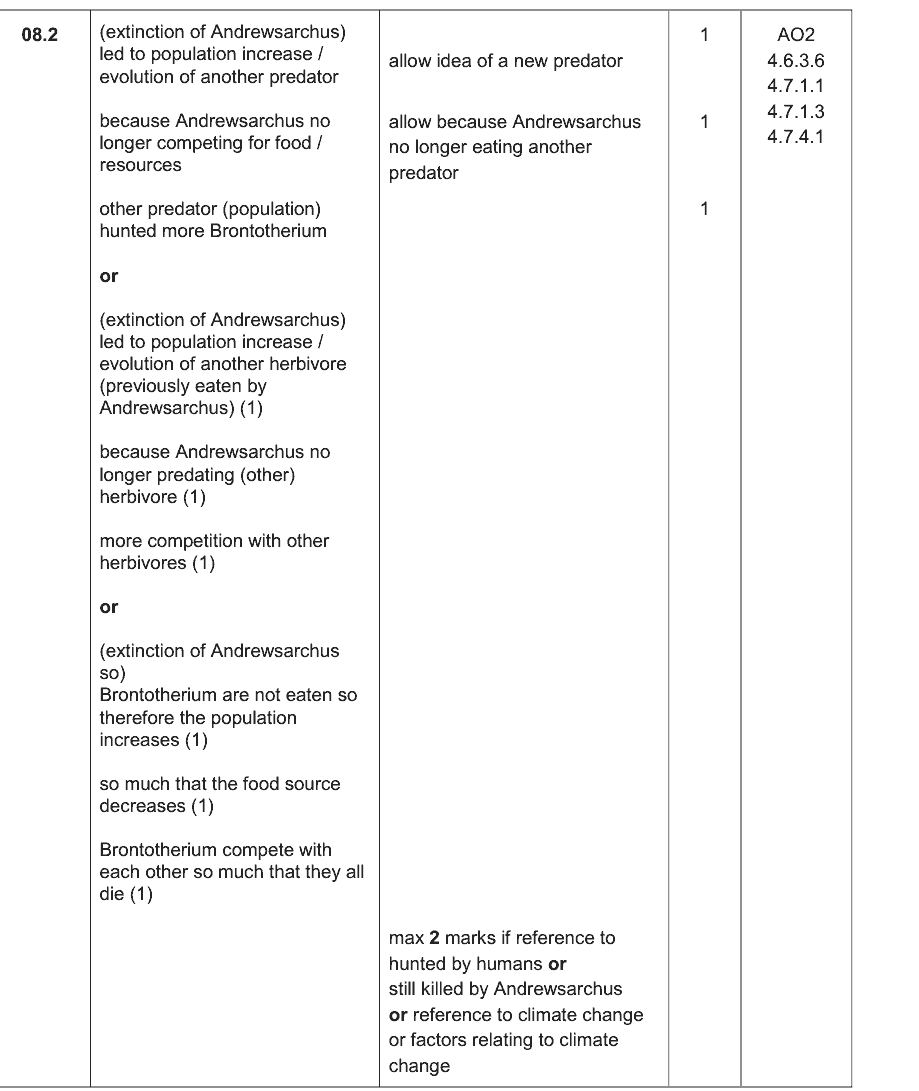 08.2
(extinction of Andrewsarchus)
led to population increase /
evolution of another predator
allow idea of a new predator
1
AO2
4.6.3.6
4.7.1.1
4.7.1.3
4.7.4.1
because Andrewsarchus no
longer competing for food /
resources
allow because Andrewsarchus
no longer eating another
predator
1
other predator (population)
hunted more Brontotherium
1
or
(extinction of Andrewsarchus)
led to population increase /
evolution of another herbivore
(previously eaten by
Andrewsarchus) (1)
because Andrewsarchus no
longer predating (other)
herbivore (1)
more competition with other
herbivores (1)
or
(extinction of Andrewsarchus
so)
Brontotherium are not eaten so
therefore the population
increases (1)
so much that the food source
decreases (1)
Brontotherium compete with
each other so much that they all
die (1)
max 2 marks if reference to
hunted by humans or
still killed by Andrewsarchus
or reference to climate change
or factors relating to climate
change